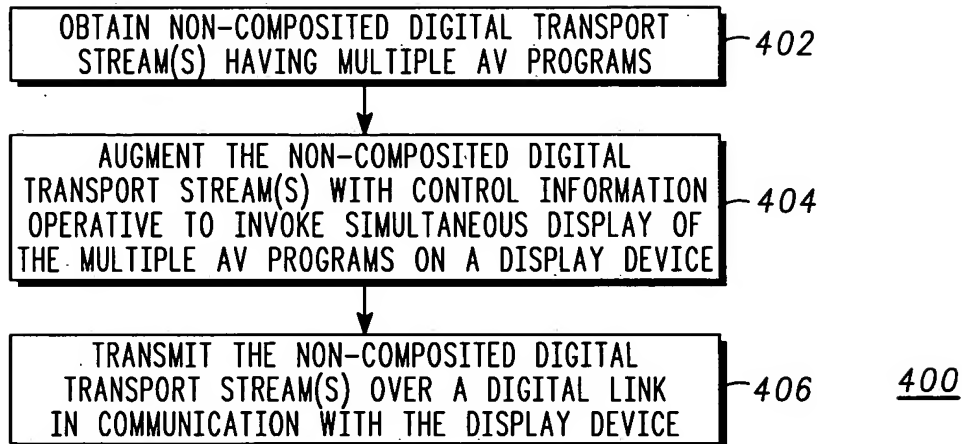 OBTAIN NON-COMPOSITED DIGITAL TRANSPORT
STREAM(S) HAVING MULTIPLE AV PROGRAMS
402
AUGMENT THE NON-COMPOSITED DIGITAL
TRANSPORT STREAM(S) WITH CONTROL INFORMATION
OPERATIVE TO INVOKE SIMULTANEOUS DISPLAY OF
THE MULTIPLE AV PROGRAMS ON A DISPLAY DEVICE
404
TRANSMIT THE NON-COMPOSITED DIGITAL
TRANSPORT STREAM(S) OVER A DIGITAL LINK
IN COMMUNICATION WITH THE DISPLAY DEVICE
406
400